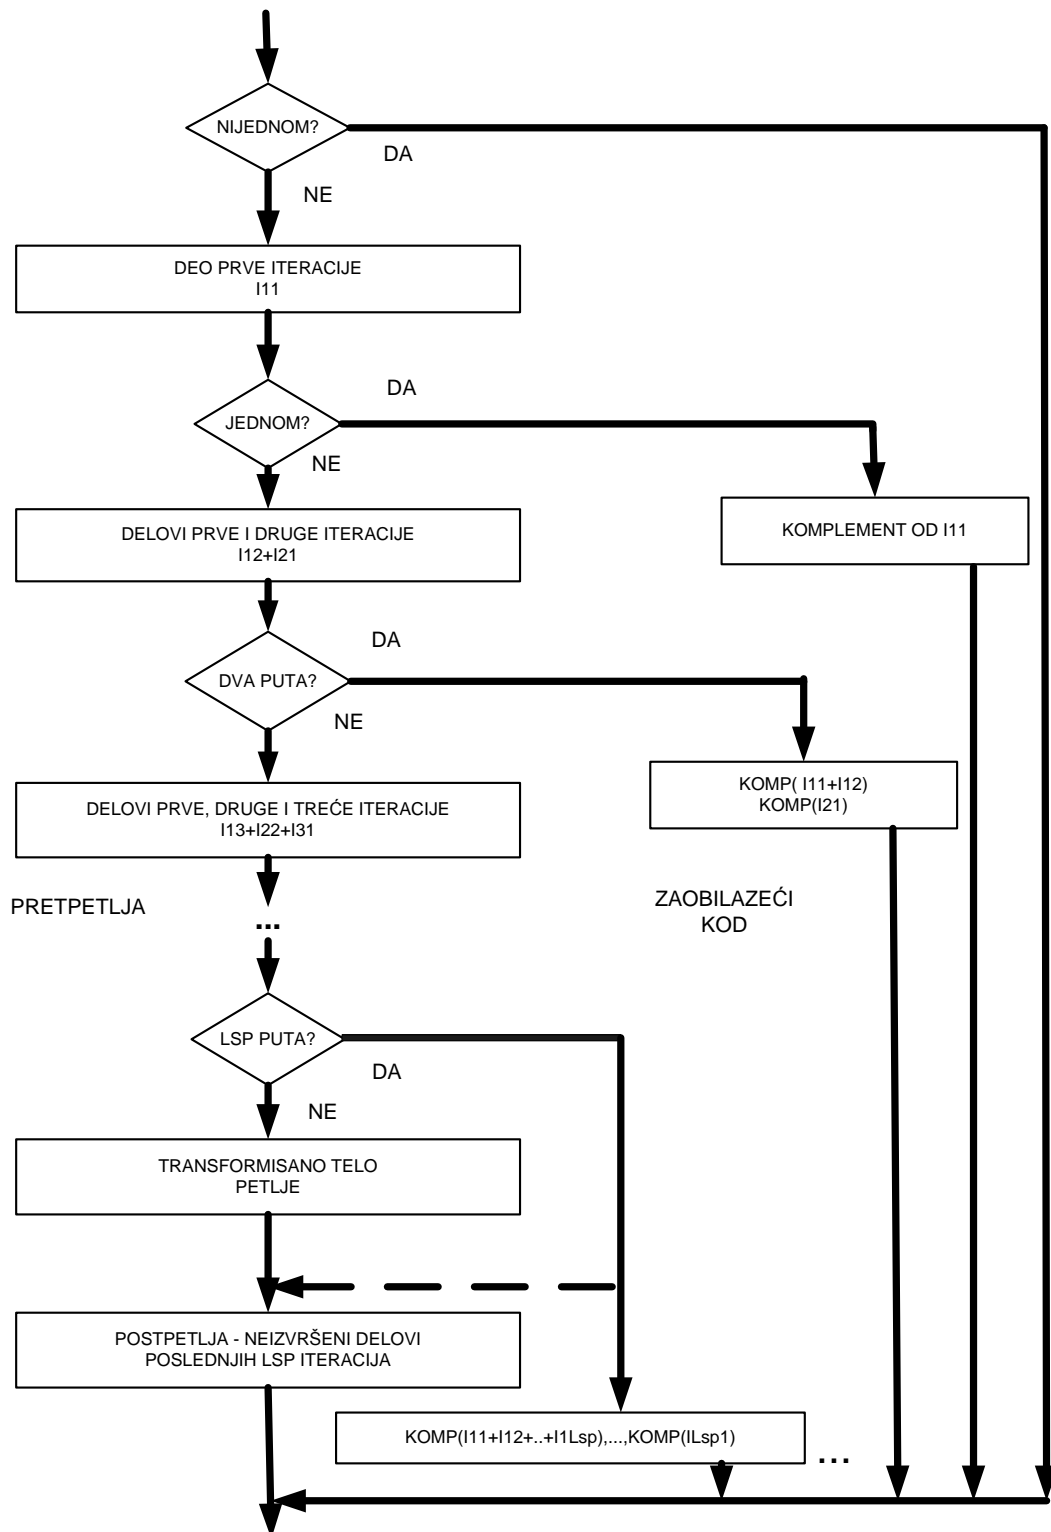 NIJEDNOM?
DA
NE
DEO PRVE ITERACIJE
I11
DA
JEDNOM?
NE
DELOVI PRVE I DRUGE ITERACIJE
I12+I21
KOMPLEMENT OD I11
DA
DVA PUTA?
NE
KOMP( I11+I12)
KOMP(I21)
DELOVI PRVE, DRUGE I TREĆE ITERACIJE
I13+I22+I31
PRETPETLJA
...
ZAOBILAZEĆI
KOD
LSP PUTA?
DA
NE
TRANSFORMISANO TELO
PETLJE
POSTPETLJA - NEIZVRŠENI DELOVI
POSLEDNJIH LSP ITERACIJA
KOMP(I11+I12+..+I1Lsp),...,KOMP(ILsp1)
...